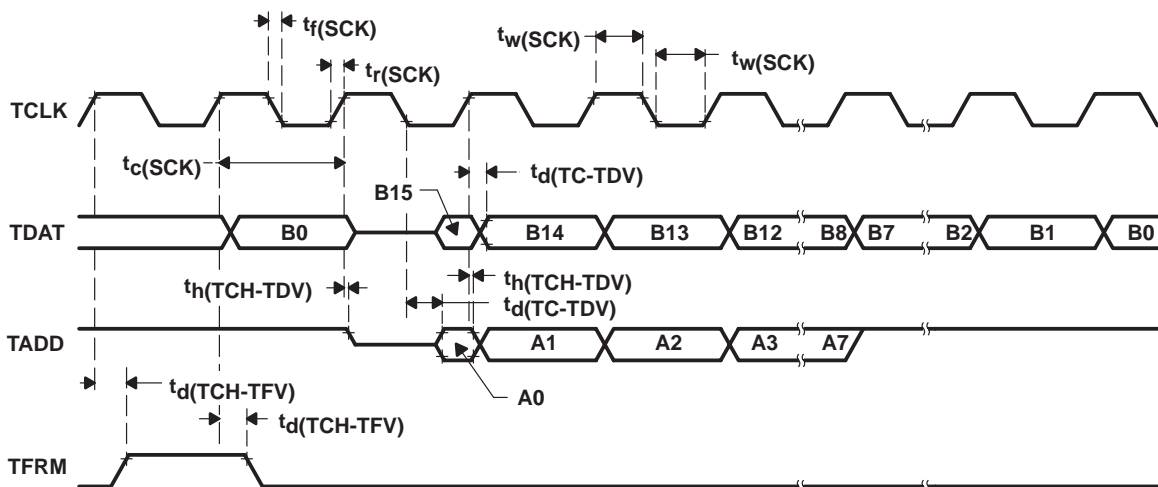 tf(SCK)
tw(SCK)
tw(SCK)
tr(SCK)
TCLK
tc(SCK)
B15
td(TC-TDV)
TDAT
B0
B14
B13
B12
B8
B7
B2
B1
B0
th(TCH-TDV)
th(TCH-TDV)
td(TC-TDV)
TADD
A1
A2
A3
A7
td(TCH-TFV)
A0
td(TCH-TFV)
TFRM